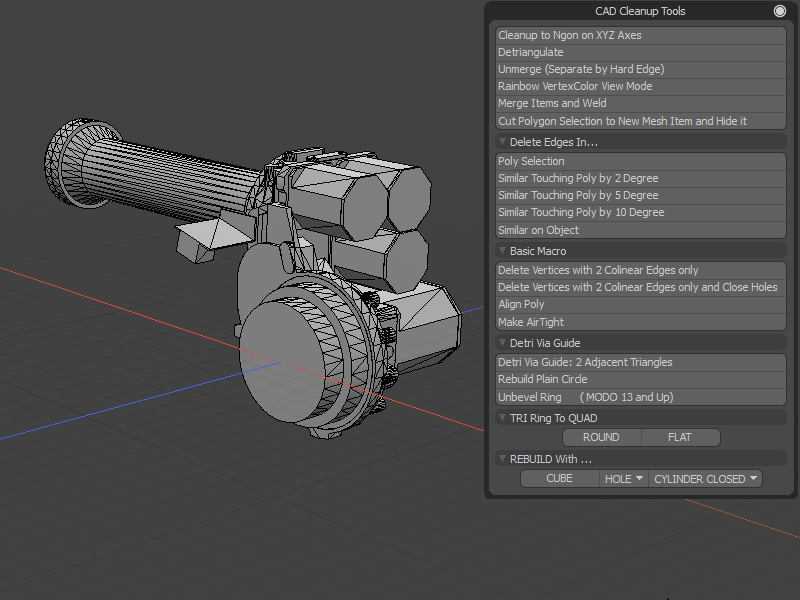 CAD Cleanup Tools
Cleanup to Ngon on XYZ Axes
Detriangulate
Unmerge (Separate by Hard Edge)
Rainbow VertexColor View Mode
Merge Items and Weld
Cut Polygon Selection to New Mesh Item and Hide it
Delete Edges In...
Poly Selection
Similar Touching Poly by 2 Degree
Similar Touching Poly by 5 Degree
Similar Touching Poly by 10 Degree
Similar on Object
Basic Macro
Delete Vertices with 2 Colinear Edges only
Delete Vertices with 2 Colinear Edges only and Close Holes
Align Poly
Make AirTight
Detri Via Guide
Detri Via Guide: 2 Adjacent Triangles
Rebuild Plain Circle
Unbevel Ring (MODO 13 and Up)
TRI Ring To QUAD
ROUND FLAT
REBUILD With ...
CUBE HOLE CYLINDER CLOSED